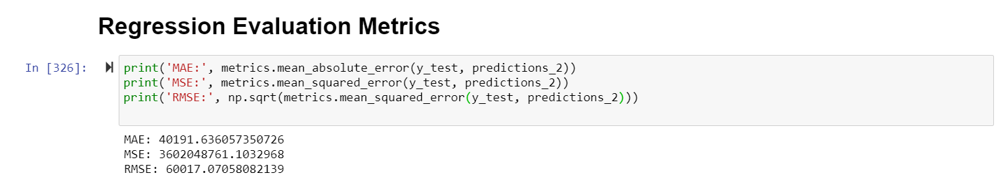 Regression Evaluation Metrics
In [326]:
print('MAE:', metrics.mean_absolute_error(y_test, predictions_2))
print('MSE:', metrics.mean_squared_error(y_test, predictions_2))
print('RMSE:', np.sqrt(metrics.mean_squared_error(y_test, predictions_2)))
MAE: 40191.636057350726
MSE: 3602048761.1032968
RMSE: 60017.07058082139